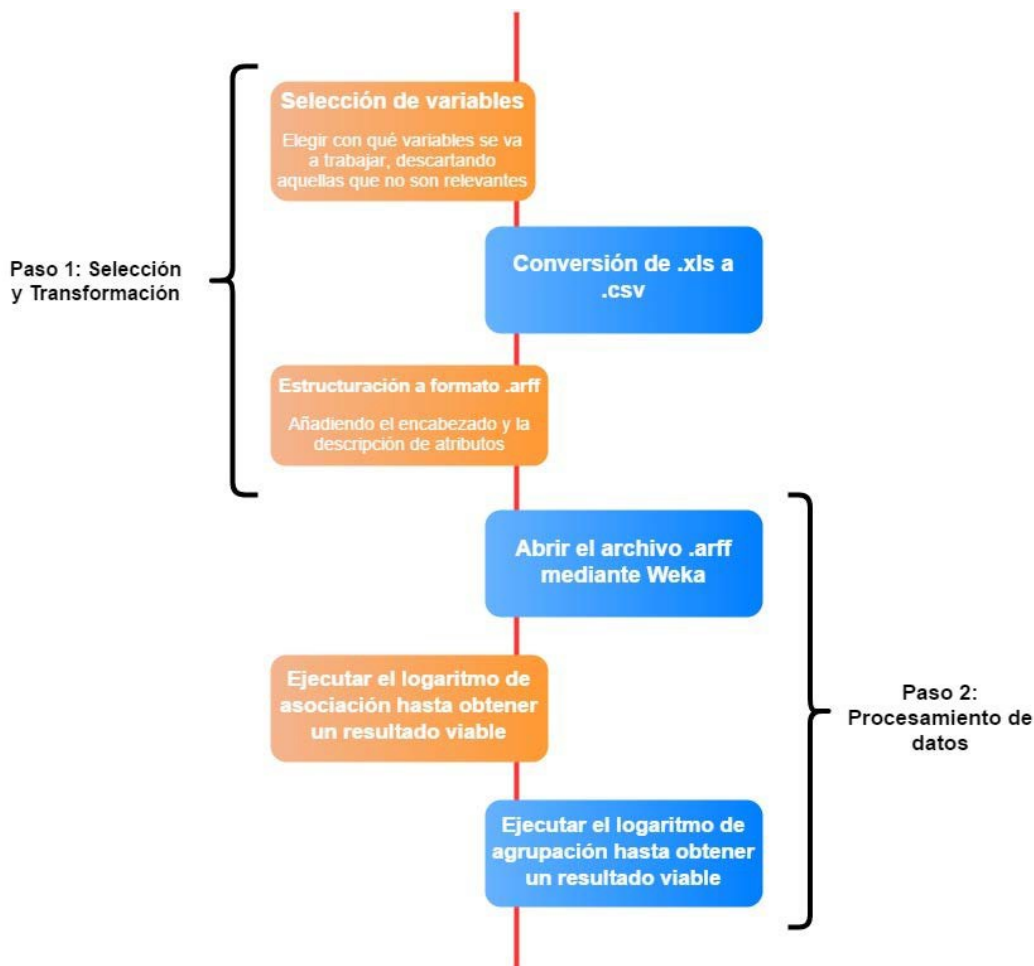 Selección de variables
Elegir con qué variables se va
a trabajar, descartando
aquellas que no son relevantes
Paso 1: Selección
y Transformación
Conversión de .xls a
.csv
Estructuración a formato .arff
Añadiendo el encabezado y la
descripción de atributos
Abrir el archivo .arff
mediante Weka
Ejecutar el logaritmo de
asociación hasta obtener
un resultado viable
Paso 2:
Procesamiento de
datos
Ejecutar el logaritmo de
agrupación hasta obtener
un resultado viable